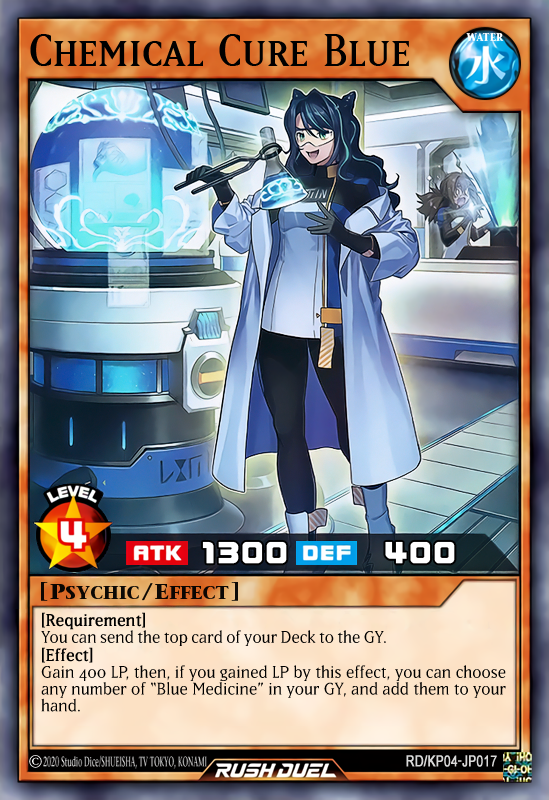 CHEMICAL CURE BLUE
WATER
水
LEVEL
4
ATK 1300 DEF 400
[PSYCHIC/EFFECT]
[Requirement]
You can send the top card of your Deck to the GY.
[Effect]
Gain 400 LP, then, if you gained LP by this effect, you can choose
any number of "Blue Medicine" in your GY, and add them to your
hand.
©2020 Studio Dice/SHUEISHA, TV TOKYO, KONAMI
RUSH DUEL
RD/KP04-JP017